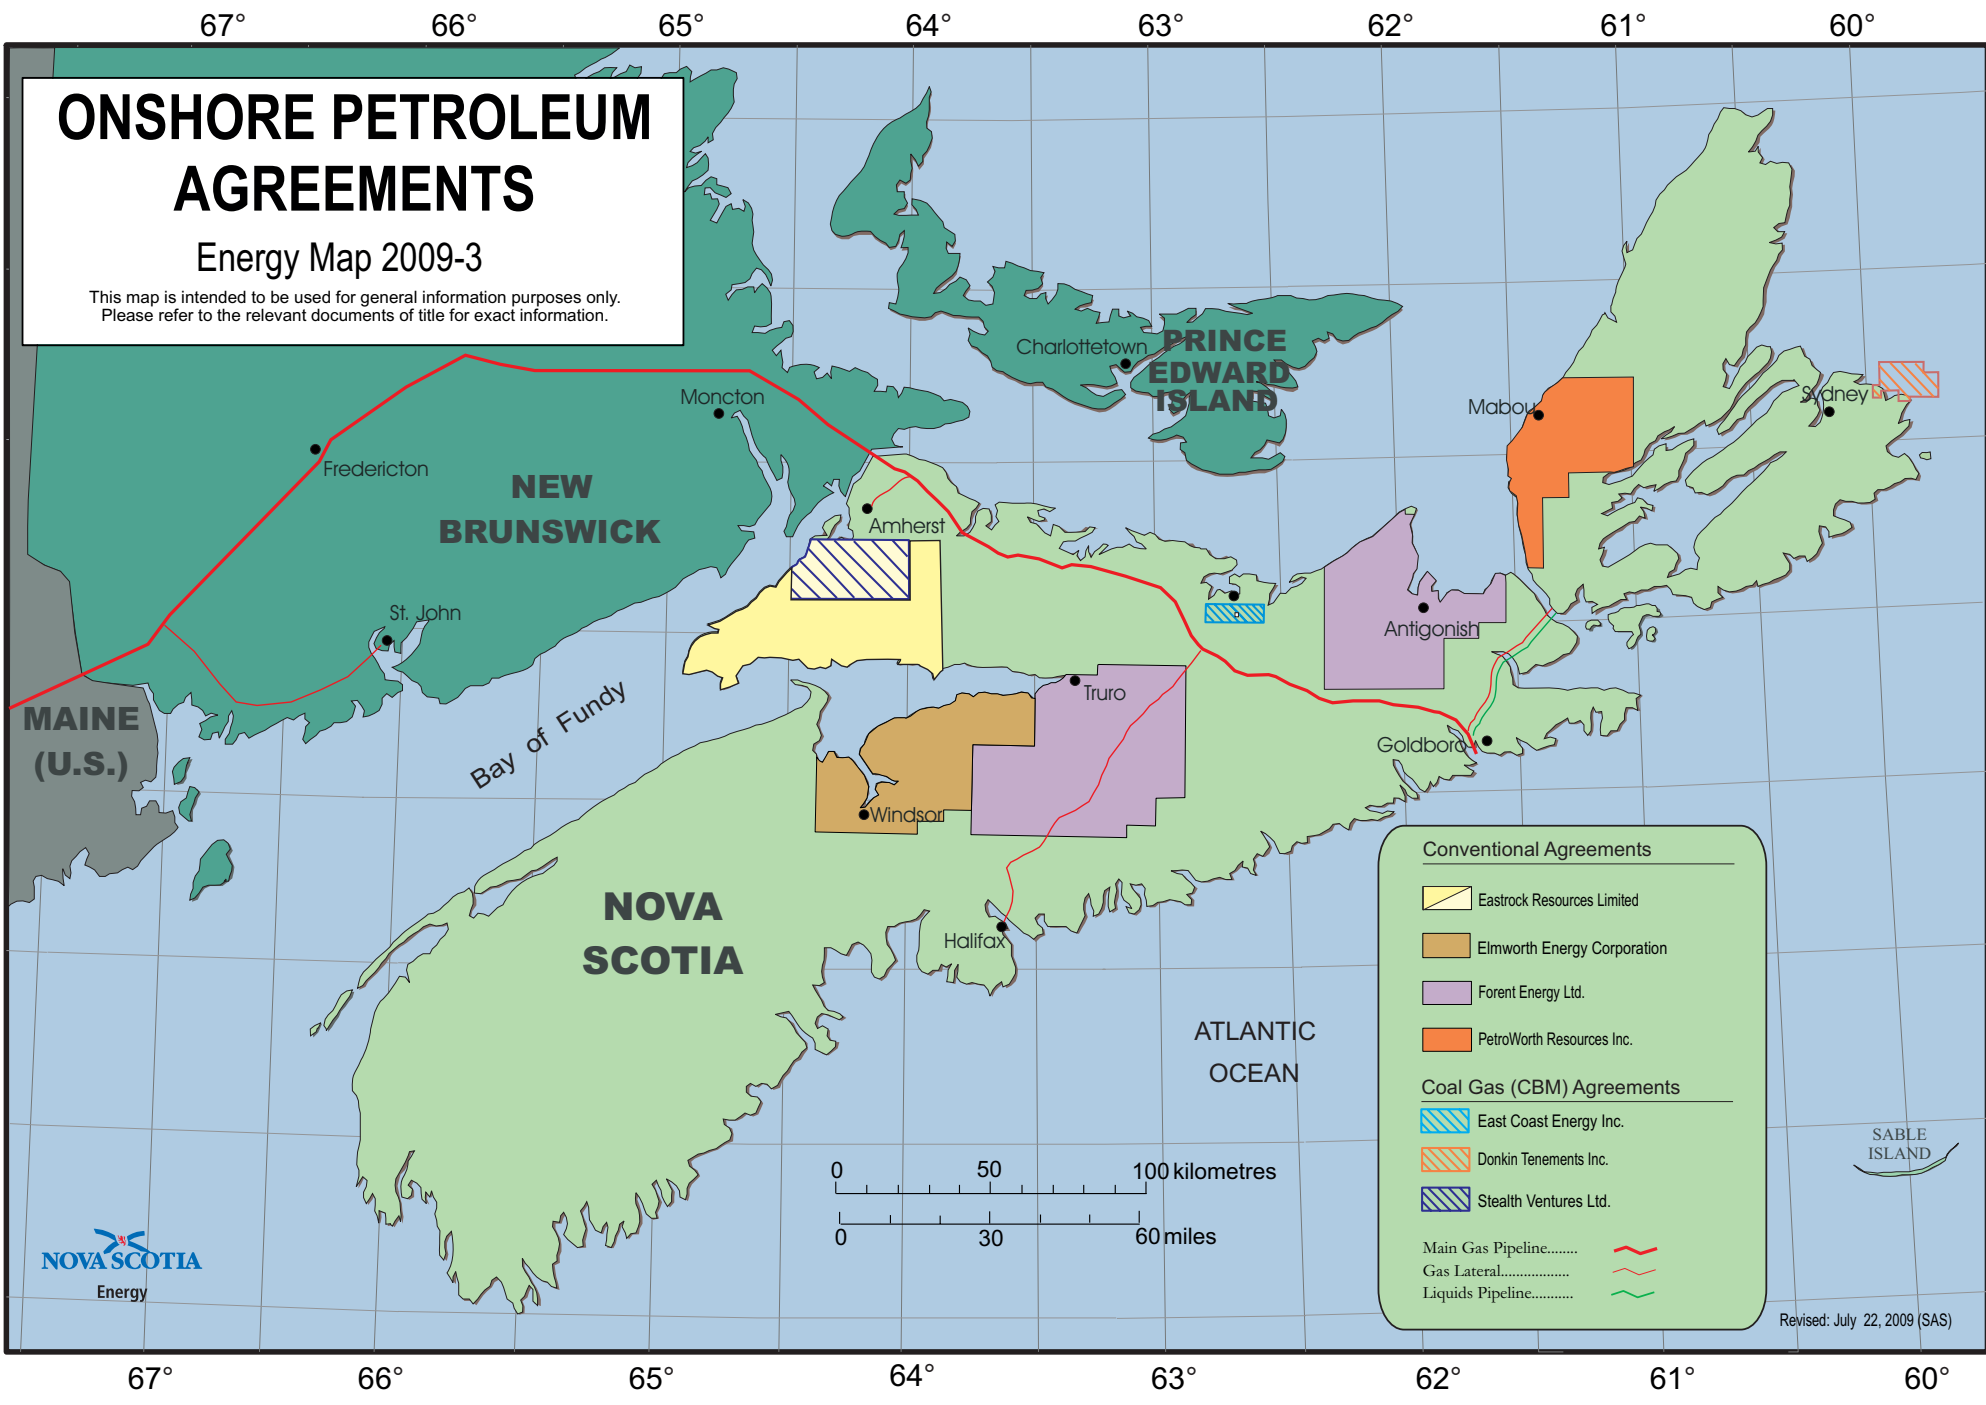 67° 66° 65° 64° 63° 62° 61° 60°
ONSHORE PETROLEUM
AGREEMENTS
Energy Map 2009-3
This map is intended to be used for general information purposes only.
Please refer to the relevant documents of title for exact information.
Charlottetown
PRINCE
EDWARD
ISLAND
Moncton
Mabou
Sydney
Fredericton
NEW
BRUNSWICK
Amherst
St. John
Antigonish
Truro
MAINE
(U.S.)
Bay of Fundy
Goldboro
Windsor
NOVA
SCOTIA
Halifax
ATLANTIC
OCEAN
Conventional Agreements
Eastrock Resources Limited
Elmworth Energy Corporation
Forent Energy Ltd.
PetroWorth Resources Inc.
Coal Gas (CBM) Agreements
East Coast Energy Inc.
Donkin Tenements Inc.
Stealth Ventures Ltd.
Main Gas Pipeline........
Gas Lateral.................
Liquids Pipeline...........
SABLE
ISLAND
0 50 100 kilometres
0 30 60 miles
NOVA SCOTIA
Energy
Revised: July 22, 2009 (SAS)
67° 66° 65° 64° 63° 62° 61° 60°